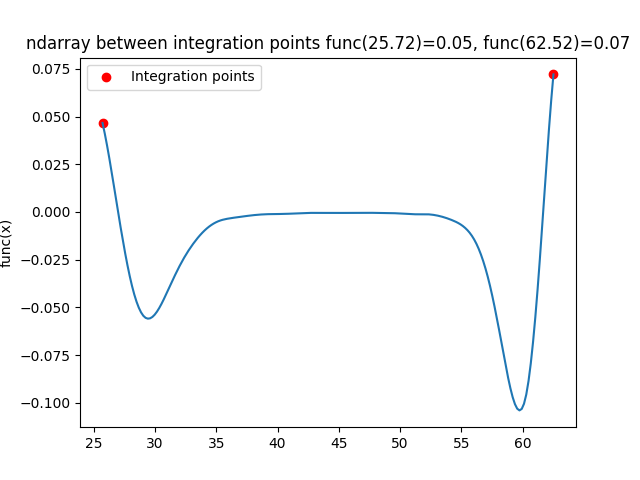 ndarray between integration points func(25.72)=0.05, func(62.52)=0.07
Integration points
func(x)
0.075
0.050
0.025
0.000
−0.025
−0.050
−0.075
−0.100
25 30 35 40 45 50 55 60